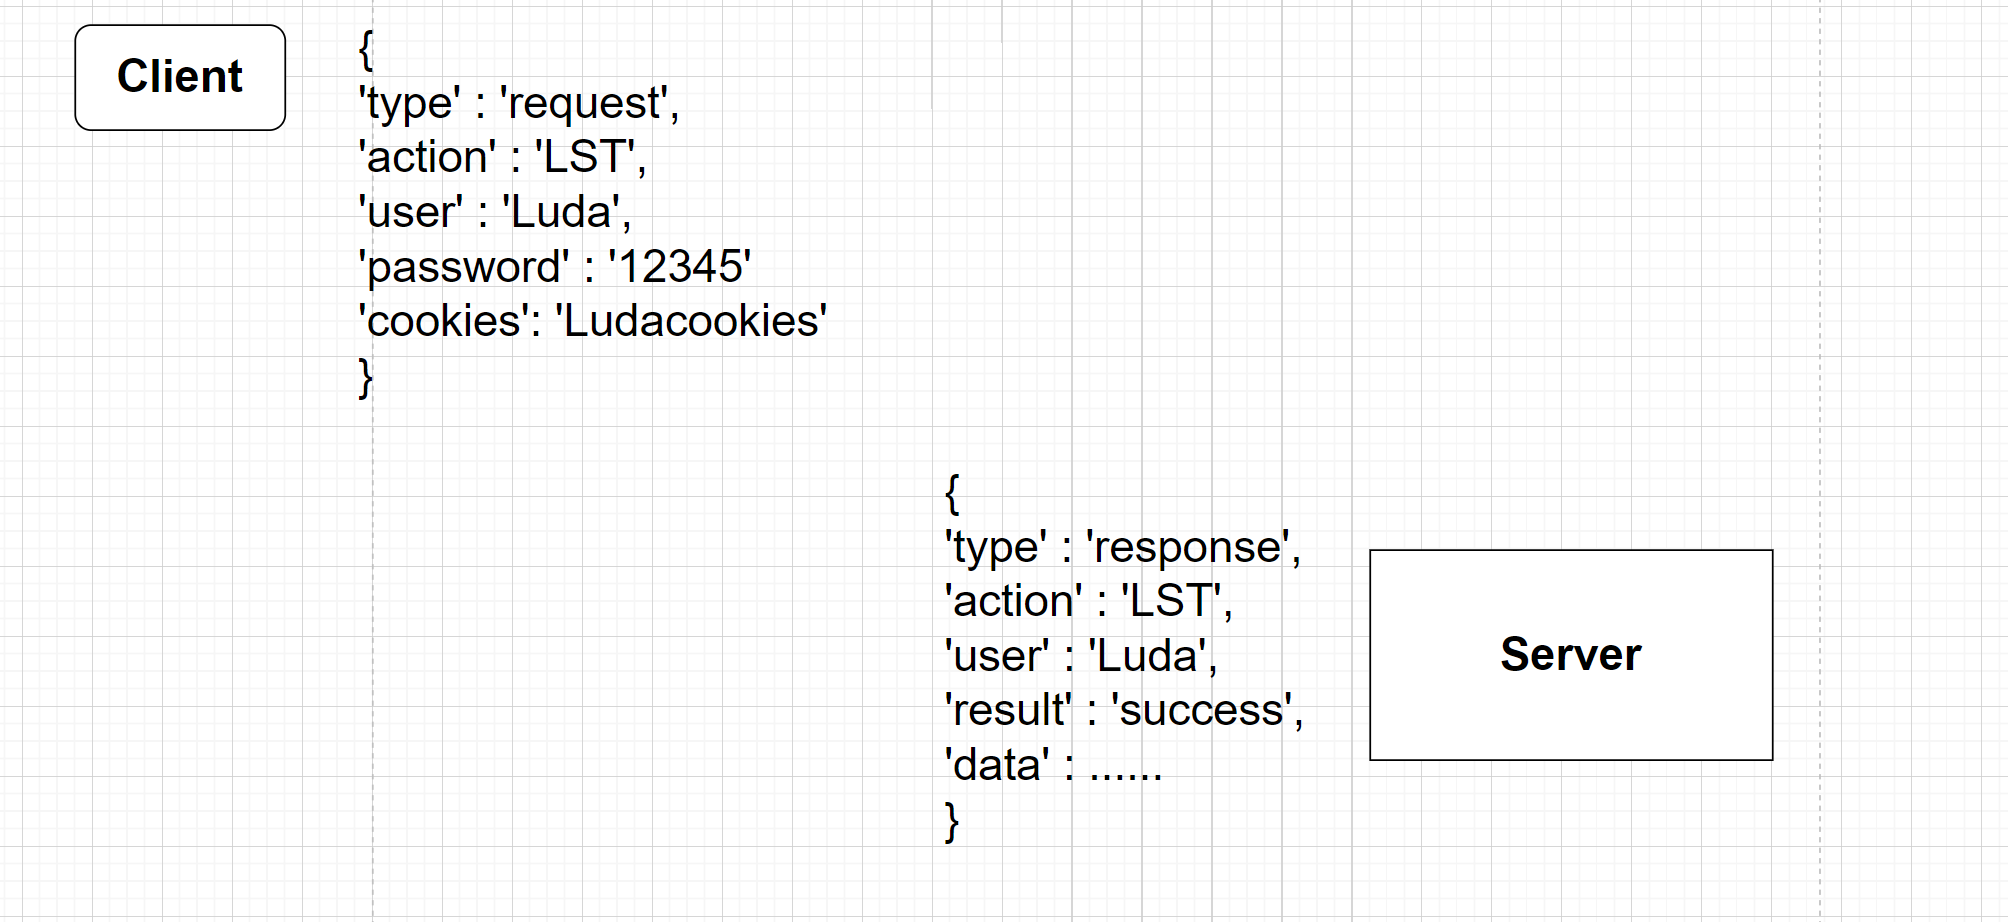 Client
{
'type' : 'request',
'action' : 'LST',
'user' : 'Luda',
'password' : '12345'
'cookies': 'Ludacookies'
}
{
'type' : 'response',
'action' : 'LST',
'user' : 'Luda',
'result' : 'success',
'data' : ......
}
Server